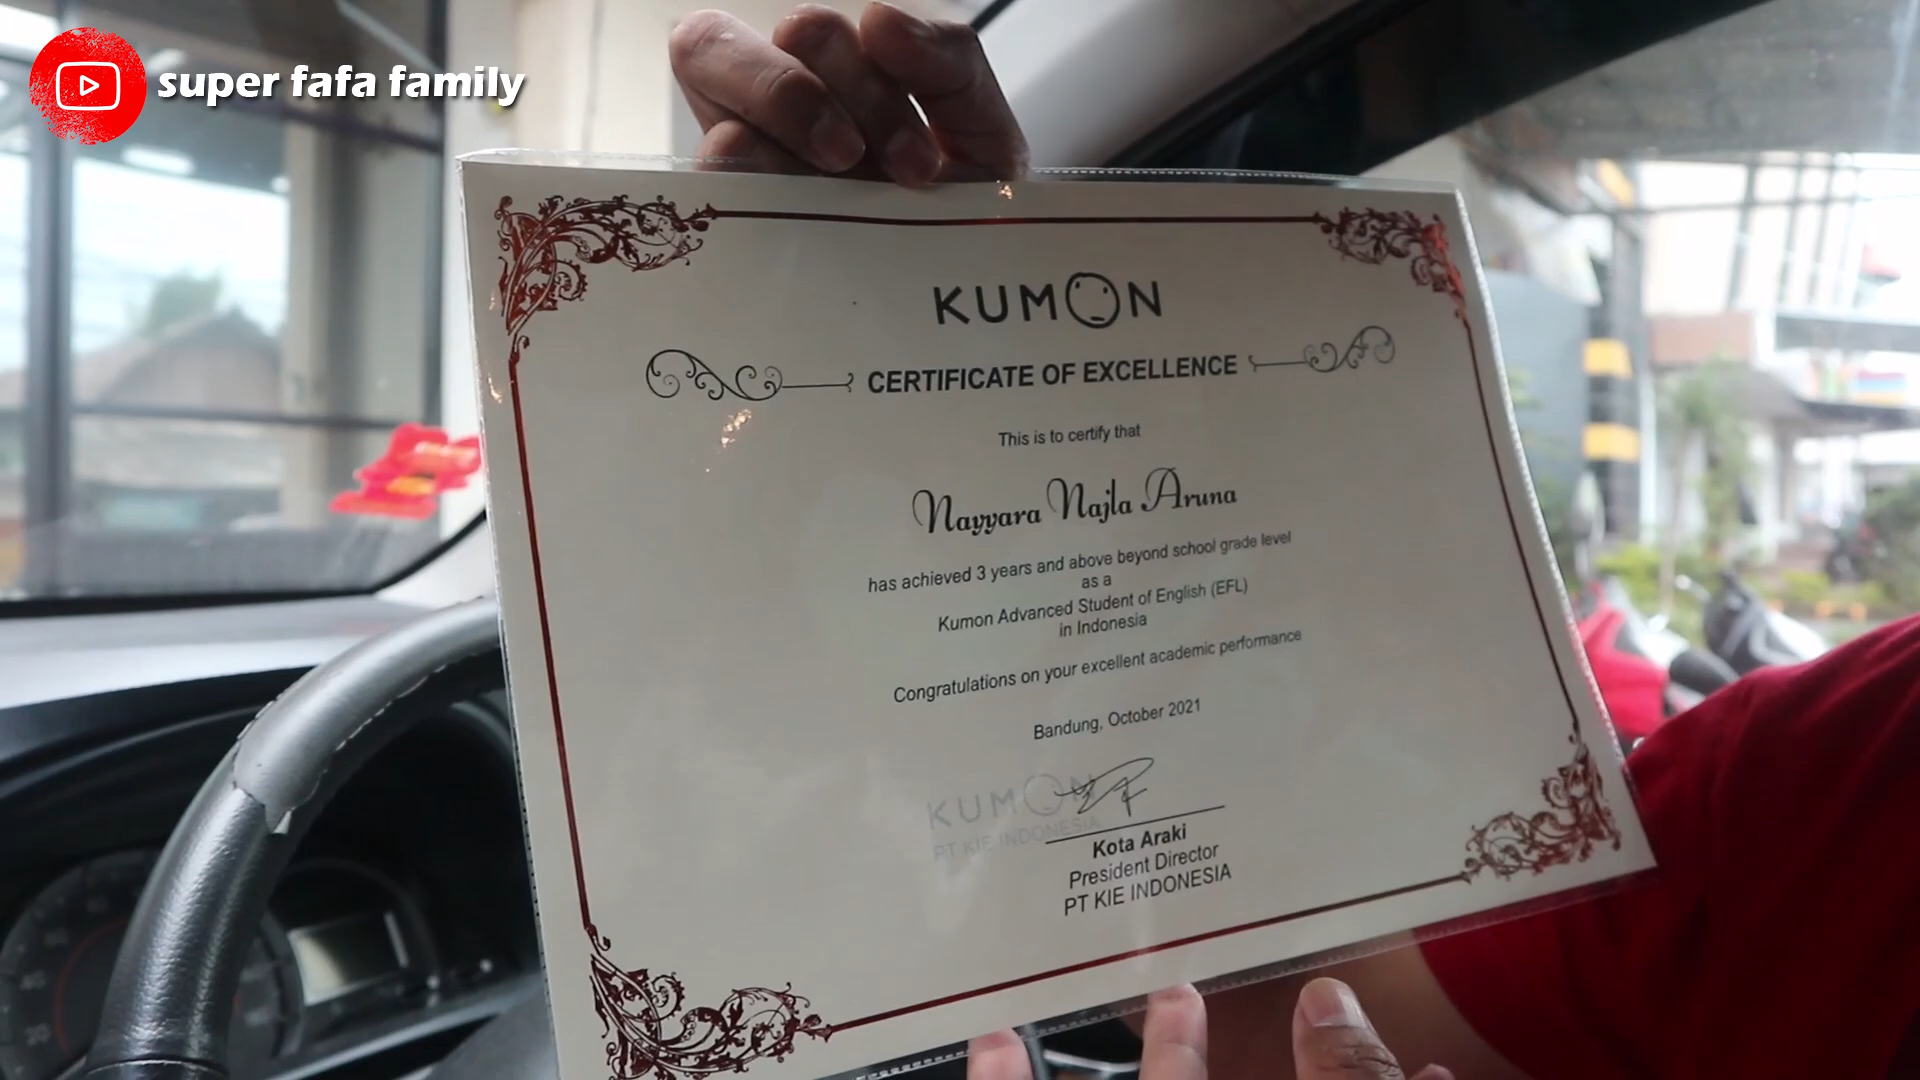 super fafa family
KUMON
CERTIFICATE OF EXCELLENCE
This is to certify that
Nayyara Najla Aruna
has achieved 3 years and above beyond school grade level
as a
Kumon Advanced Student of English (EFL)
in Indonesia
Congratulations on your excellent academic performance
Bandung, October 2021
KUMON
PT KIE INDONESIA
Kota Araki
President Director
PT KIE INDONESIA